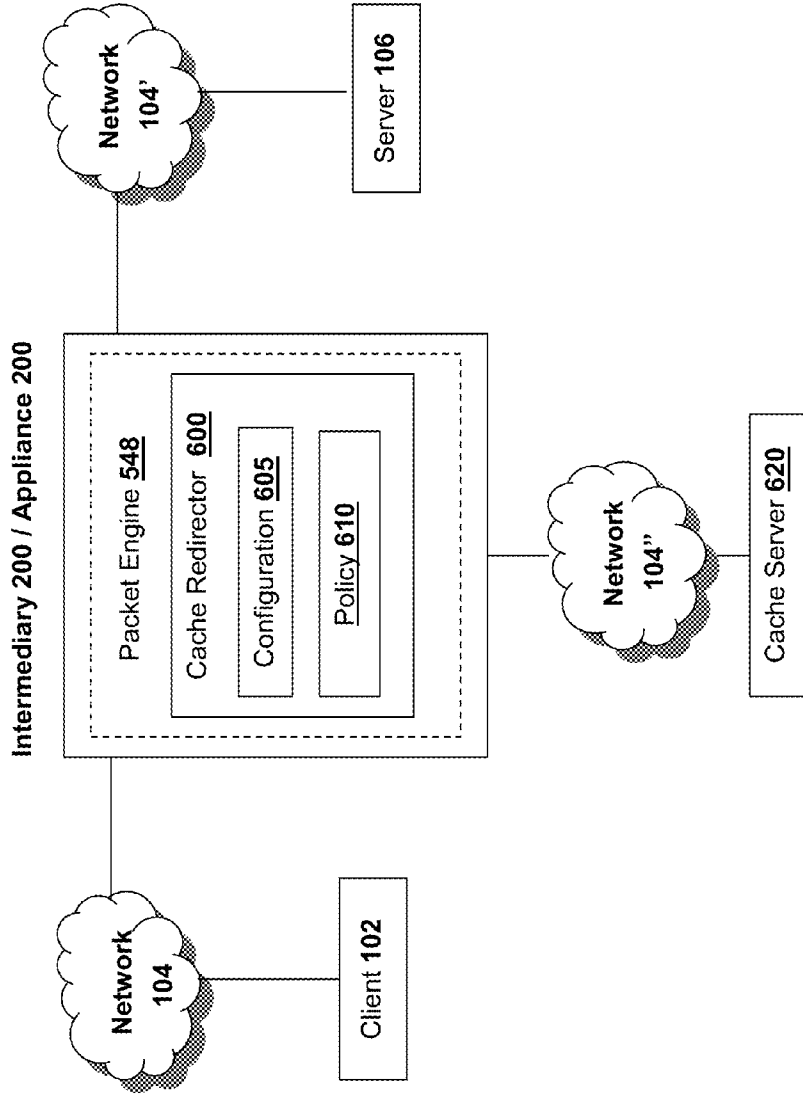 Intermediary 200 / Appliance 200
Network
104
Client 102
Packet Engine 548
Cache Redirector 600
Configuration 605
Policy 610
Network
104'
Server 106
Network
104''
Cache Server 620